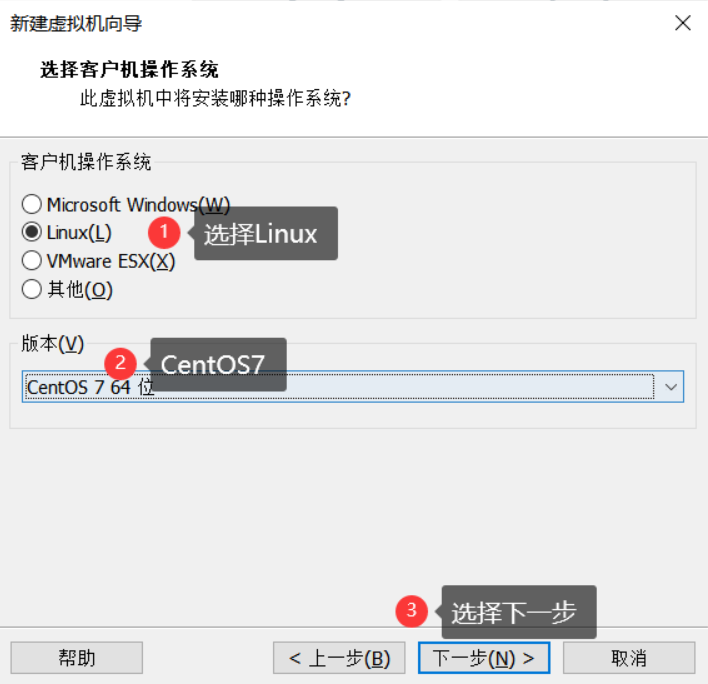 新建虚拟机向导
选择客户机操作系统
此虚拟机中将安装哪种操作系统?
客户机操作系统
Microsoft Windows(W)
Linux(L)
1
选择Linux
VMware ESX(X)
其他(O)
版本(V)
2
CentOS7
CentOS 7 64 位
3
选择下一步
帮助
< 上一步(B)
下一步(N) >
取消